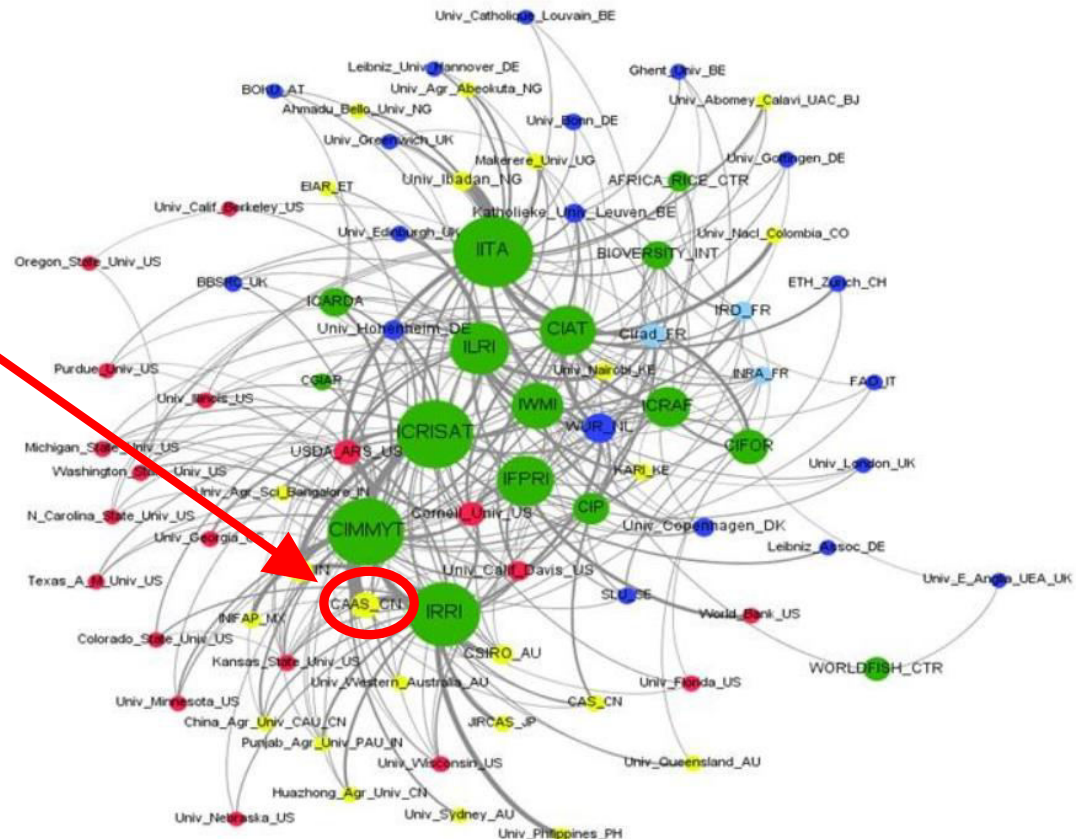 Univ_Catholique_Louvain_BE
Leibniz_Univ_Hannover_DE
Ghent_Univ_BE
BOKU_AT
Univ_Agr_Abeokuta_NG
Univ_Abomey_Calavi_UAC_BJ
Ahmadu_Bello_Univ_NG
Univ_Bonn_DE
Univ_Greenwich_UK
Makerere_Univ_UG
Univ_Gottingen_DE
Univ_Ibadan_NG
AFRICA_RICE_CTR
EIAR_ET
Univ_Calif_Berkeley_US
Katholieke_Univ_Leuven_BE
Univ_Edinburgh_UK
Univ_Nacl_Colombia_CO
IITA
BIOVERSITY_INT
Oregon_State_Univ_US
BBSRC_UK
ETH_Zurich_CH
ICARDA
IRD_FR
Univ_Hohenheim_DE
CIAT
Cirad_FR
ILRI
Purdue_Univ_US
Univ_Nairobi_KE
INRA_FR
CGIAR
FAO_IT
Univ_Illinois_US
IWMI
ICRAF
WUR_NL
ICRISAT
Michigan_State_Univ_US
USDA_ARS_US
CIFOR
Washington_State_Univ_US
KARI_KE
Univ_London_UK
IFPRI
Univ_Agr_Sci_Bangalore_IN
CIP
N_Carolina_State_Univ_US
Cornell_Univ_US
CIMMYT
Univ_Copenhagen_DK
Univ_Georgia_US
Leibniz_Assoc_DE
Univ_Calif_Davis_US
Texas_A_M_Univ_US
Univ_E_Anglia_UEA_UK
CAAS_CN
SLU_SE
IRRI
World_Bank_US
INIFAP_MX
Colorado_State_Univ_US
CSIRO_AU
Kansas_State_Univ_US
WORLDFISH_CTR
Univ_Western_Australia_AU
Univ_Florida_US
Univ_Minnesota_US
CAS_CN
China_Agr_Univ_CAU_CN
JIRCAS_JP
Punjab_Agr_Univ_PAU_IN
Univ_Wisconsin_US
Univ_Queensland_AU
Huazhong_Agr_Univ_CN
Univ_Nebraska_US
Univ_Sydney_AU
Univ_Philippines_PH